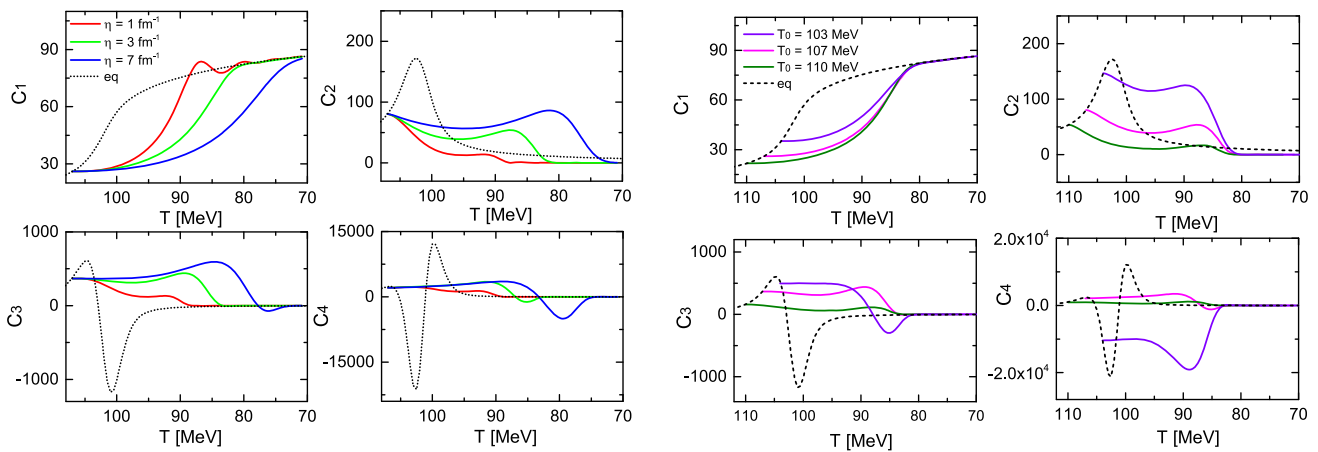 C1
90
60
30
η = 1 fm⁻¹
η = 3 fm⁻¹
η = 7 fm⁻¹
eq
100 90 80 70
T [MeV]
C2
200
100
0
100 90 80 70
T [MeV]
C1
120
90
60
30
0
T0 = 103 MeV
T0 = 107 MeV
T0 = 110 MeV
eq
110 100 90 80 70
T [MeV]
C2
200
100
0
110 100 90 80 70
T [MeV]
C3
1000
0
-1000
100 90 80 70
T [MeV]
C4
15000
0
-15000
100 90 80 70
T [MeV]
C3
1000
0
-1000
110 100 90 80 70
T [MeV]
C4
2.0x10⁴
0.0
-2.0x10⁴
110 100 90 80 70
T [MeV]